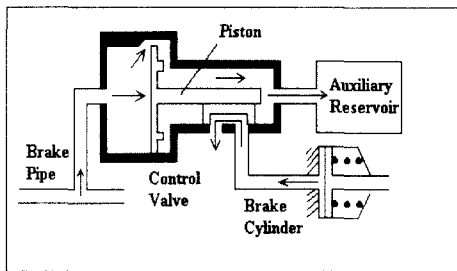 Piston
Auxiliary
Reservoir
Brake
Pipe
Control
Valve
Brake
Cylinder